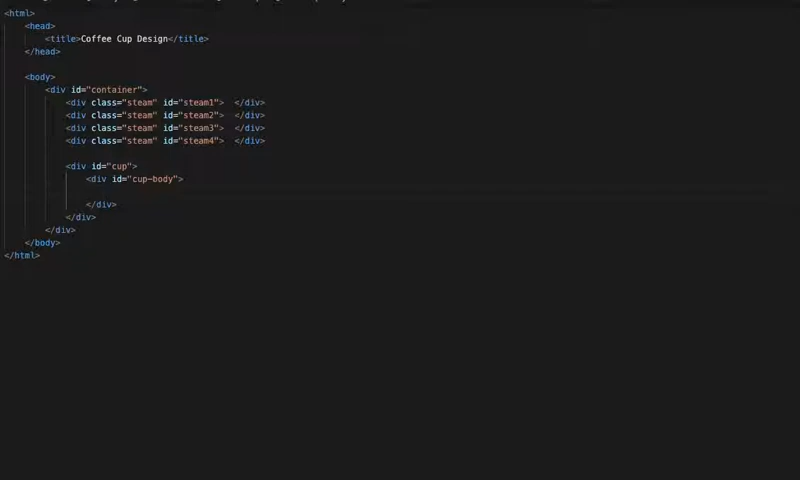 <html>
<head>
<title>Coffee Cup Design</title>
</head>
<body>
<div id="container">
<div class="steam" id="steam1"> </div>
<div class="steam" id="steam2"> </div>
<div class="steam" id="steam3"> </div>
<div class="steam" id="steam4"> </div>
<div id="cup">
<div id="cup-body">
</div>
</div>
</div>
</body>
</html>